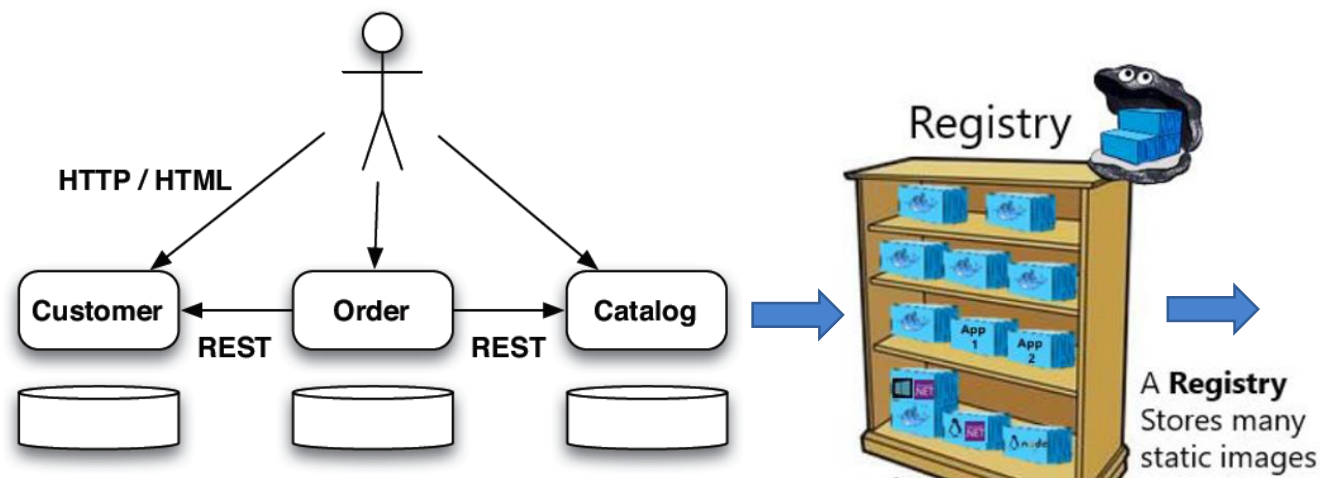 HTTP / HTML
Customer
Order
Catalog
REST
REST
Registry
App
1
App
2
.NET
.NET
node
A Registry
Stores many
static images